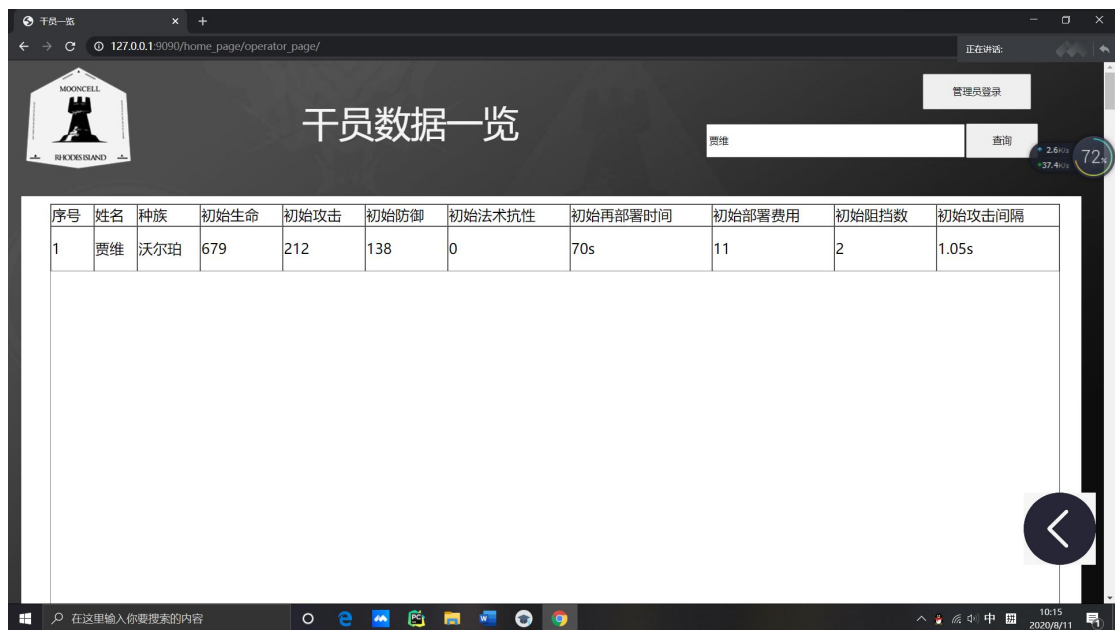 干员一览
127.0.0.1:9090/home_page/operator_page/
正在讲话:
MOONCELL
RHODES ISLAND
干员数据一览
管理员登录
贾维
查询
2.6K/s
37.4K/s
72%
序号 姓名 种族 初始生命 初始攻击 初始防御 初始法术抗性 初始再部署时间 初始部署费用 初始阻挡数 初始攻击间隔
1 贾维 沃尔珀 679 212 138 0 70s 11 2 1.05s
在这里输入你要搜索的内容
中
10:15
2020/8/11